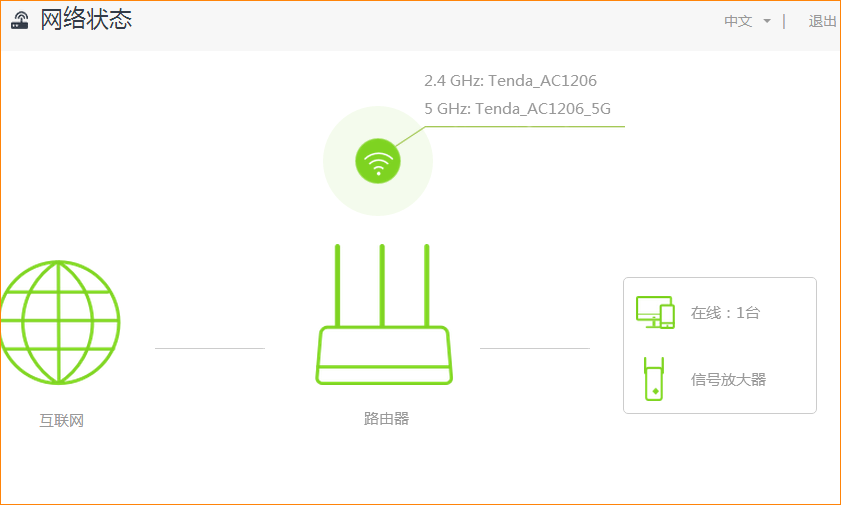 网络状态
中文 | 退出
2.4 GHz: Tenda_AC1206
5 GHz: Tenda_AC1206_5G
在线：1台
信号放大器
互联网
路由器